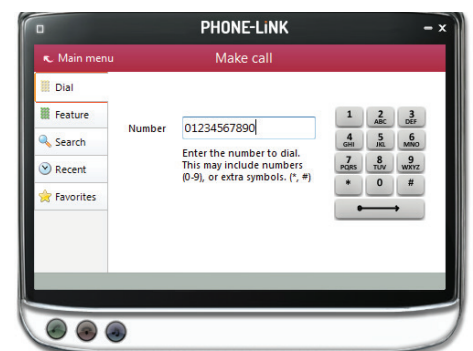 PHONE-LiNK
Main menu
Make call
Dial
Feature
Search
Recent
Favorites
Number
01234567890
Enter the number to dial.
This may include numbers
(0-9), or extra symbols. (*, #)
1 2 ABC 3 DEF
4 GHI 5 JKL 6 MNO
7 PQRS 8 TUV 9 WXYZ
* 0 #